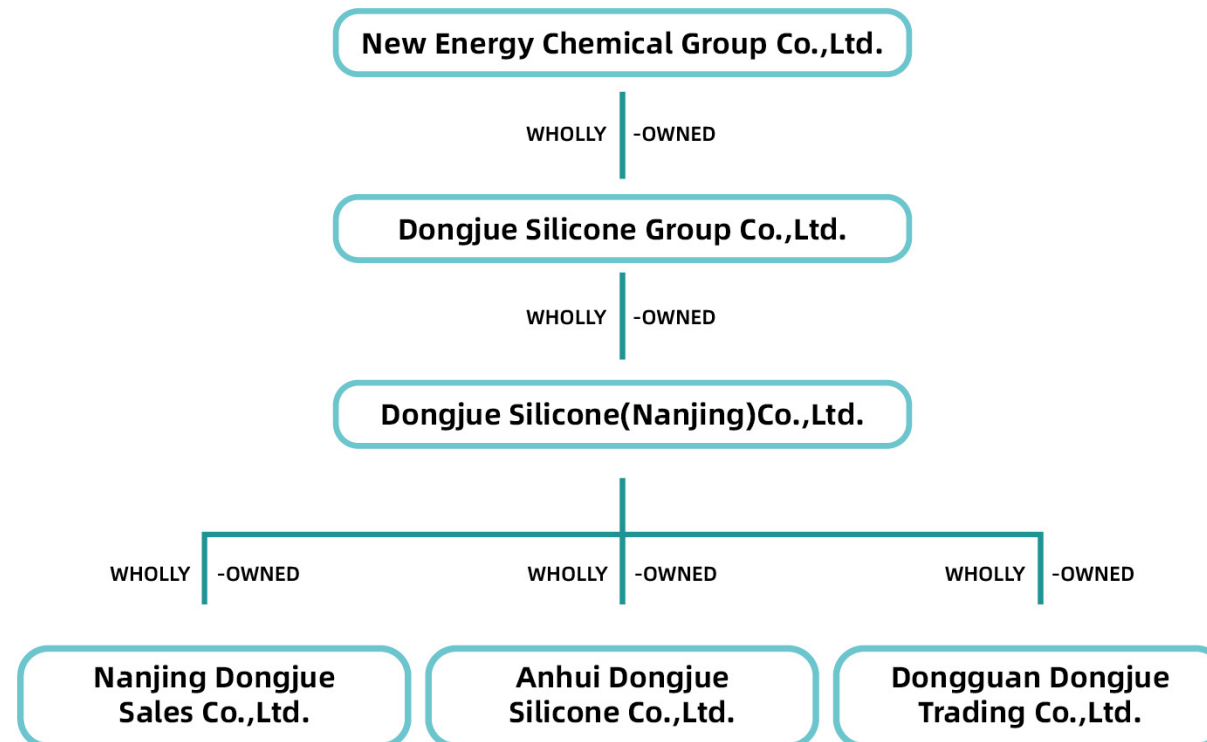 New Energy Chemical Group Co.,Ltd.
WHOLLY -OWNED
Dongjue Silicone Group Co.,Ltd.
WHOLLY -OWNED
Dongjue Silicone(Nanjing)Co.,Ltd.
WHOLLY -OWNED WHOLLY -OWNED WHOLLY -OWNED
Nanjing Dongjue
Sales Co.,Ltd.
Anhui Dongjue
Silicone Co.,Ltd.
Dongguan Dongjue
Trading Co.,Ltd.